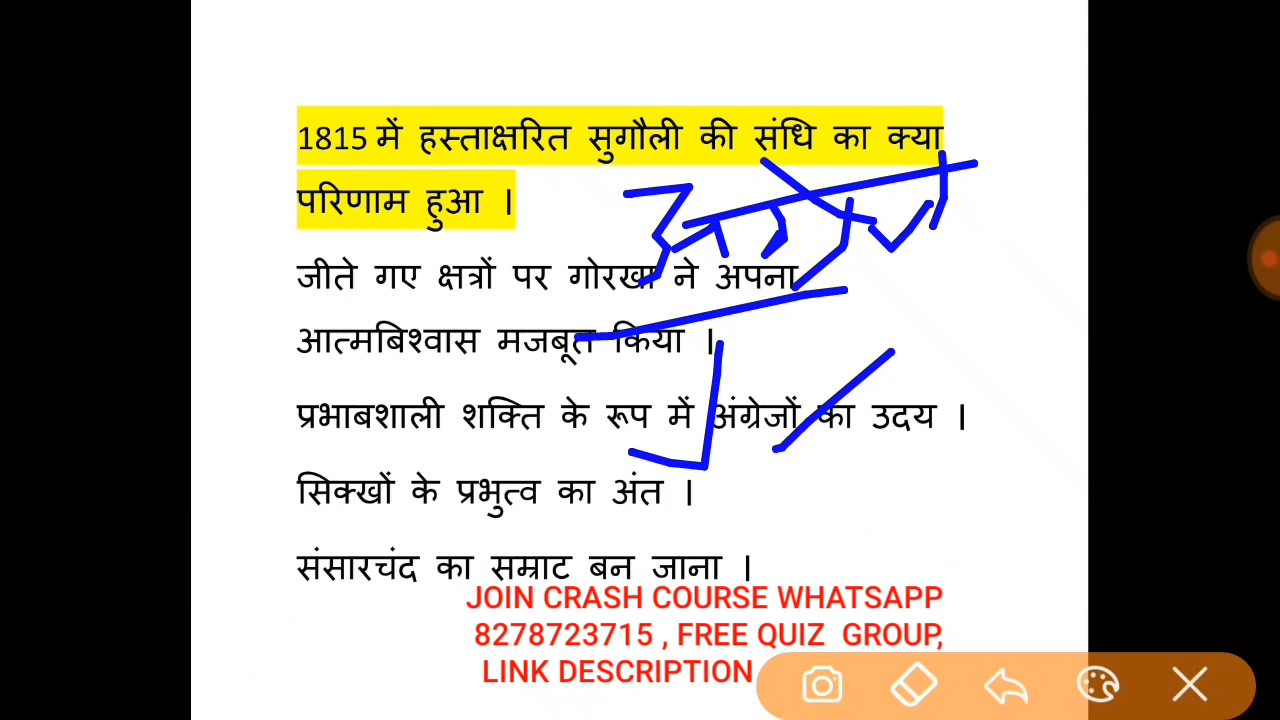 1815 में हस्ताक्षरित सुगौली की संधि का क्या
परिणाम हुआ ।
जीते गए क्षत्रों पर गोरखा ने अपना
आत्मबिश्वास मजबूत किया ।
प्रभाबशाली शक्ति के रूप में अंग्रेजों का उदय ।
सिक्खों के प्रभुत्व का अंत ।
संसारचंद का सम्राट बन जाना ।
JOIN CRASH COURSE WHATSAPP
8278723715 , FREE QUIZ GROUP,
LINK DESCRIPTION